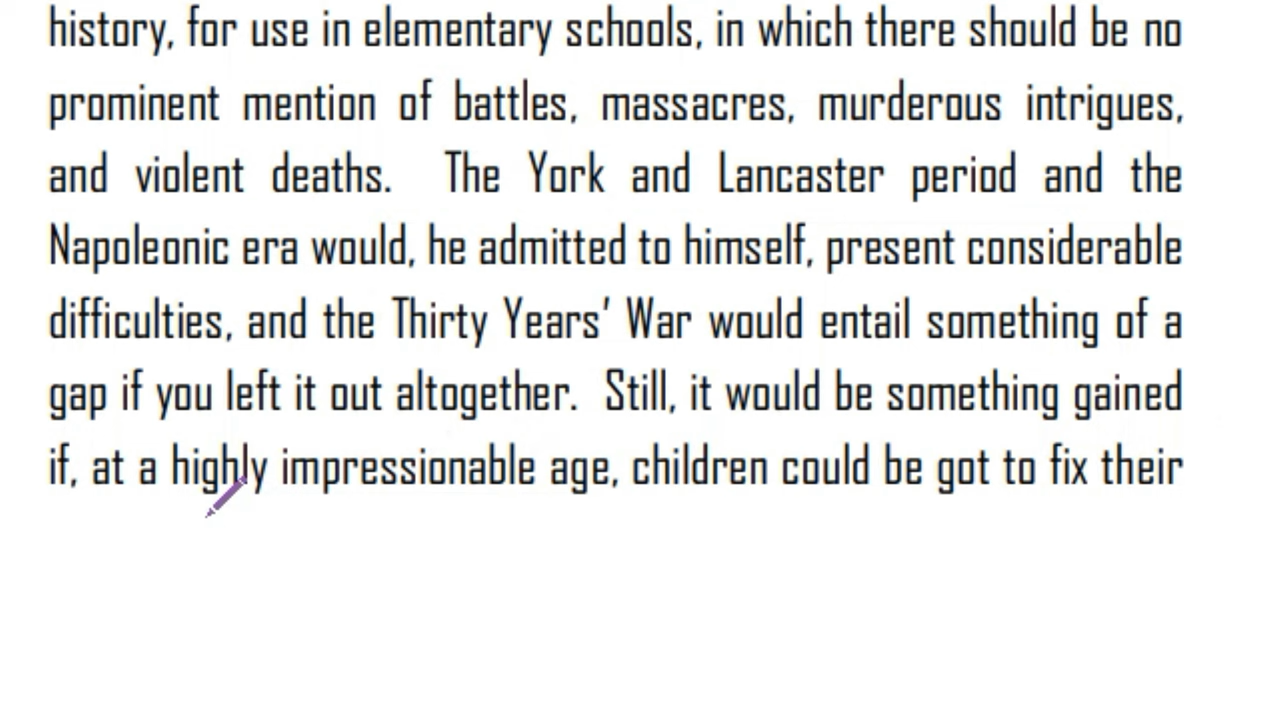 history, for use in elementary schools, in which there should be no
prominent mention of battles, massacres, murderous intrigues,
and violent deaths. The York and Lancaster period and the
Napoleonic era would, he admitted to himself, present considerable
difficulties, and the Thirty Years’ War would entail something of a
gap if you left it out altogether. Still, it would be something gained
if, at a highly impressionable age, children could be got to fix their